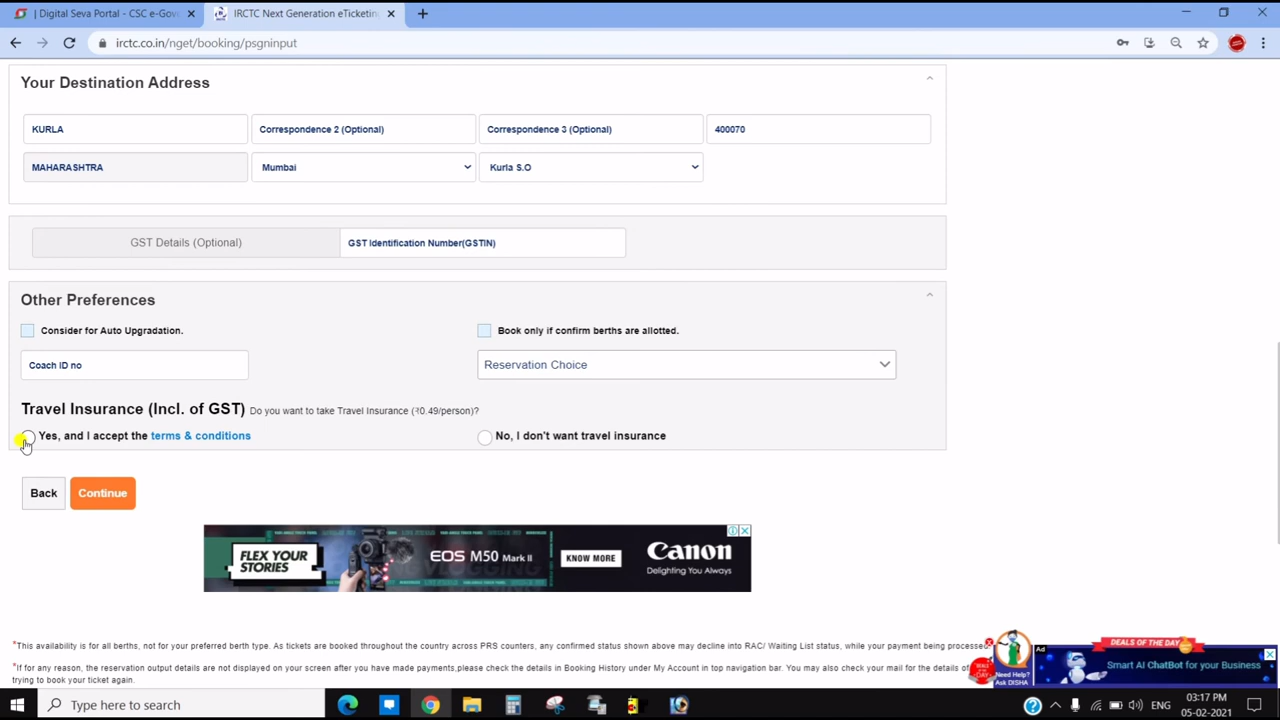 | Digital Seva Portal - CSC e-Gov
IRCTC Next Generation eTicketing
irctc.co.in/nget/booking/psgninput
Your Destination Address
KURLA
Correspondence 2 (Optional)
Correspondence 3 (Optional)
400070
MAHARASHTRA
Mumbai
Kurla S.O
GST Details (Optional)
GST Identification Number(GSTIN)
Other Preferences
Consider for Auto Upgradation.
Book only if confirm berths are allotted.
Coach ID no
Reservation Choice
Travel Insurance (Incl. of GST) Do you want to take Travel Insurance (₹0.49/person)?
Yes, and I accept the terms & conditions
No, I don't want travel insurance
Back
Continue
FLEX YOUR
STORIES
EOS M50 Mark II
KNOW MORE
Canon
Delighting You Always
*This availability is for all berths, not for your preferred berth type. As tickets are booked throughout the country across PRS counters, any confirmed status shown above may decline into RAC/ Waiting List status, while your payment being processed
*If for any reason, the reservation output details are not displayed on your screen after you have made payments,please check the details in Booking History under My Account in top navigation bar. You may also check your mail for the details of
trying to book your ticket again.
Need Help?
Ask DISHA
Ad
DEALS OF THE DAY
Smart AI ChatBot for your Business
Type here to search
ENG
03:17 PM
05-02-2021